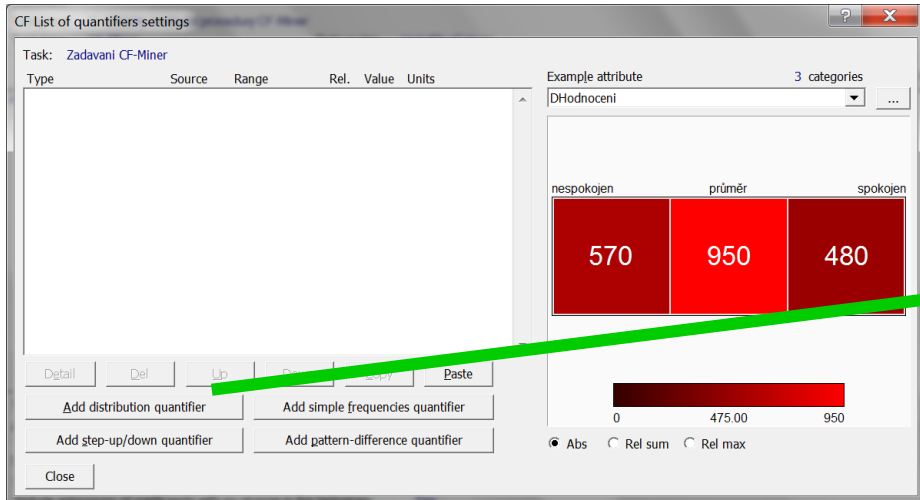 CF List of quantifiers settings
Task: Zadavani CF-Miner
Type Source Range Rel. Value Units
Example attribute 3 categories
DHodnoceni ...
nespokojen průměr spokojen
570 950 480
Detail Del Up Copy Paste
Add distribution quantifier Add simple frequencies quantifier
Add step-up/down quantifier Add pattern-difference quantifier
0 475.00 950
Abs Rel sum Rel max
Close